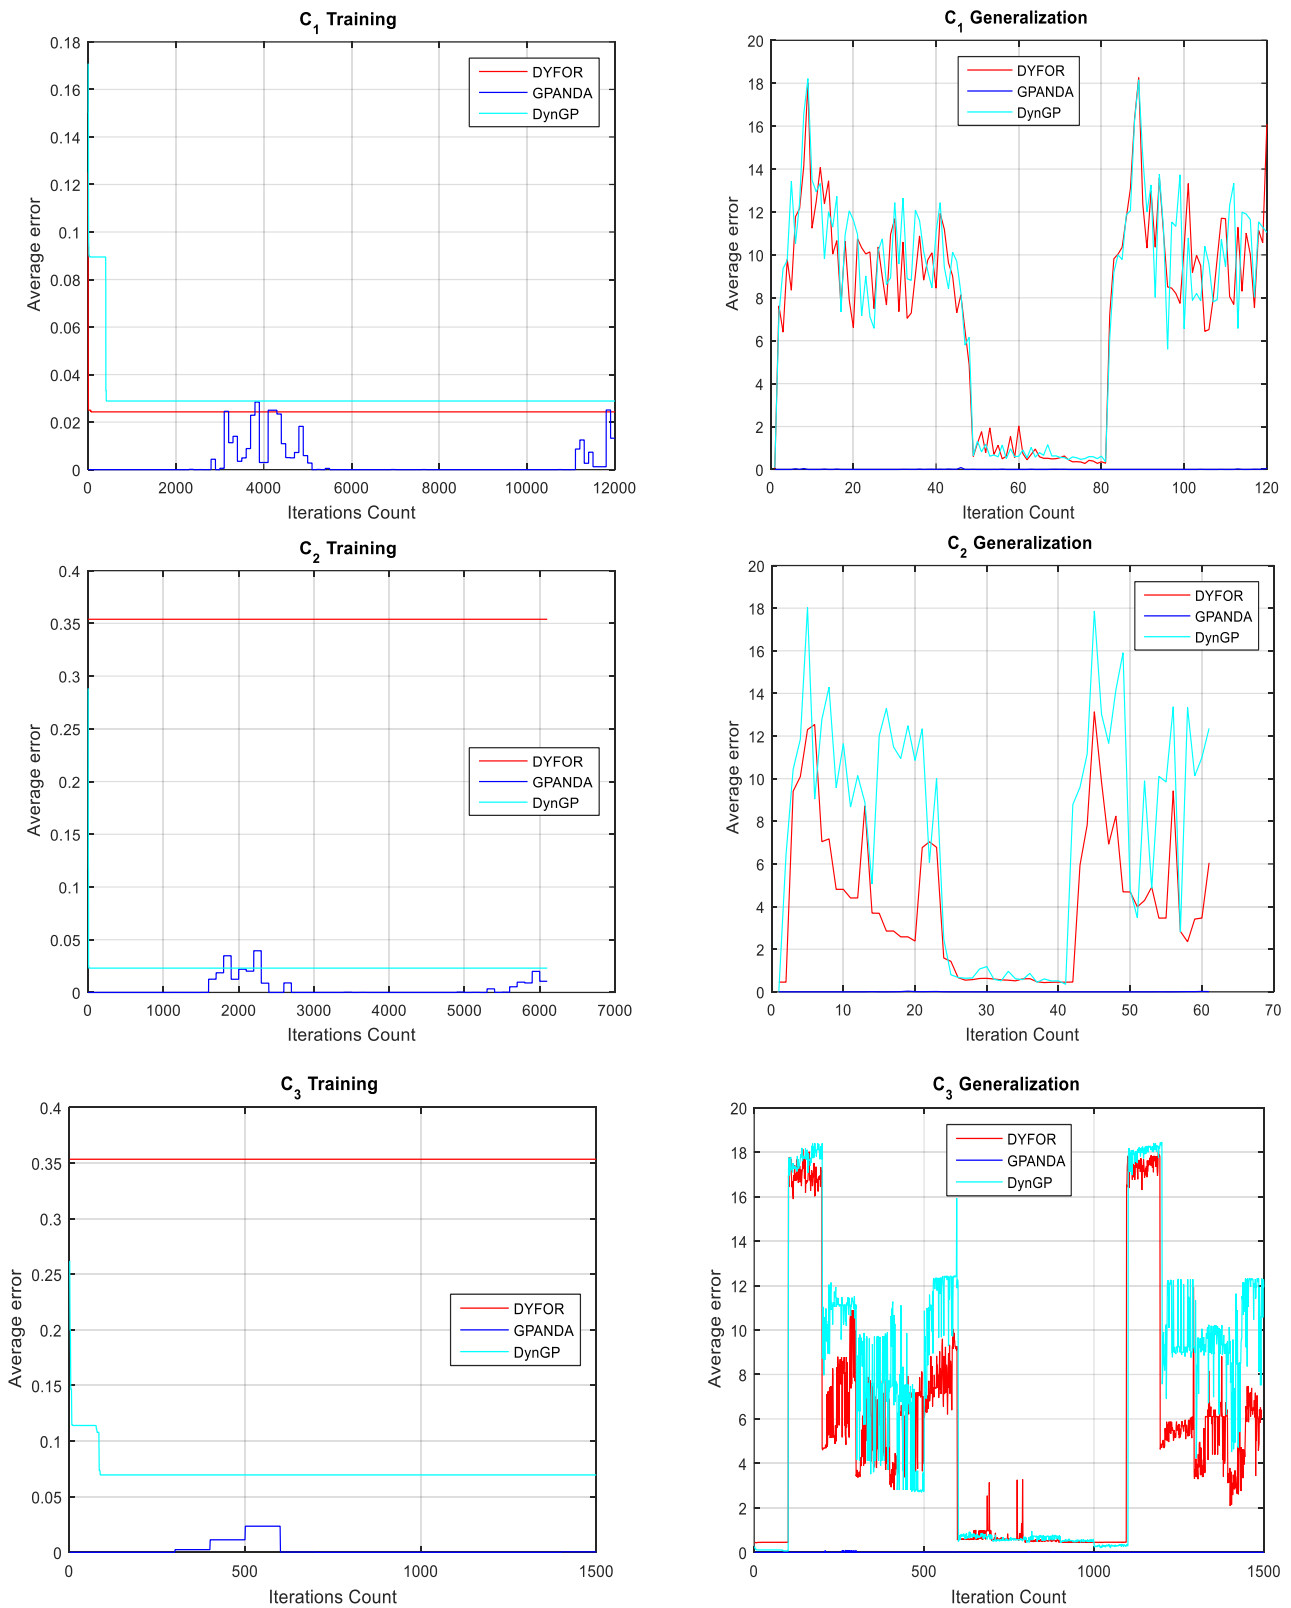 C1 Training
0.18
0.16
0.14
0.12
0.1
0.08
0.06
0.04
0.02
0
Average error
DYFOR
GPANDA
DynGP
0 2000 4000 6000 8000 10000 12000
Iterations Count
C1 Generalization
20
18
16
14
12
10
8
6
4
2
0
Average error
DYFOR
GPANDA
DynGP
0 20 40 60 80 100 120
Iteration Count
C2 Training
0.4
0.35
0.3
0.25
0.2
0.15
0.1
0.05
0
Average error
DYFOR
GPANDA
DynGP
0 1000 2000 3000 4000 5000 6000 7000
Iterations Count
C2 Generalization
20
18
16
14
12
10
8
6
4
2
0
Average error
DYFOR
GPANDA
DynGP
0 10 20 30 40 50 60 70
Iteration Count
C3 Training
0.4
0.35
0.3
0.25
0.2
0.15
0.1
0.05
0
Average error
DYFOR
GPANDA
DynGP
0 500 1000 1500
Iterations Count
C3 Generalization
20
18
16
14
12
10
8
6
4
2
0
Average error
DYFOR
GPANDA
DynGP
0 500 1000 1500
Iteration Count